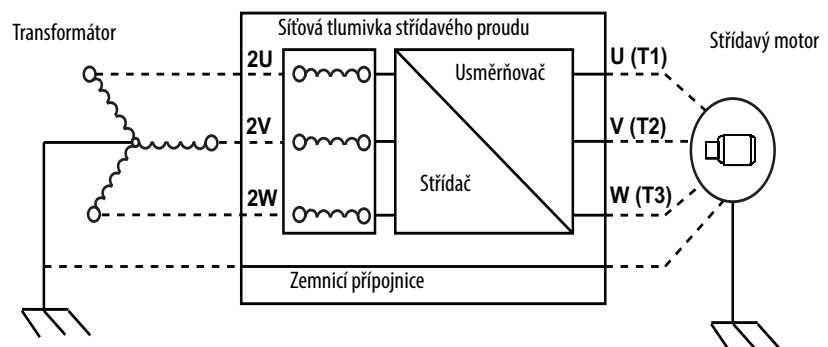 Transformátor
Síťová tlumivka střídavého proudu
Střídavý motor
2U
Usměrňovač
U (T1)
2V
V (T2)
Střídač
2W
W (T3)
Zemnicí přípojnice